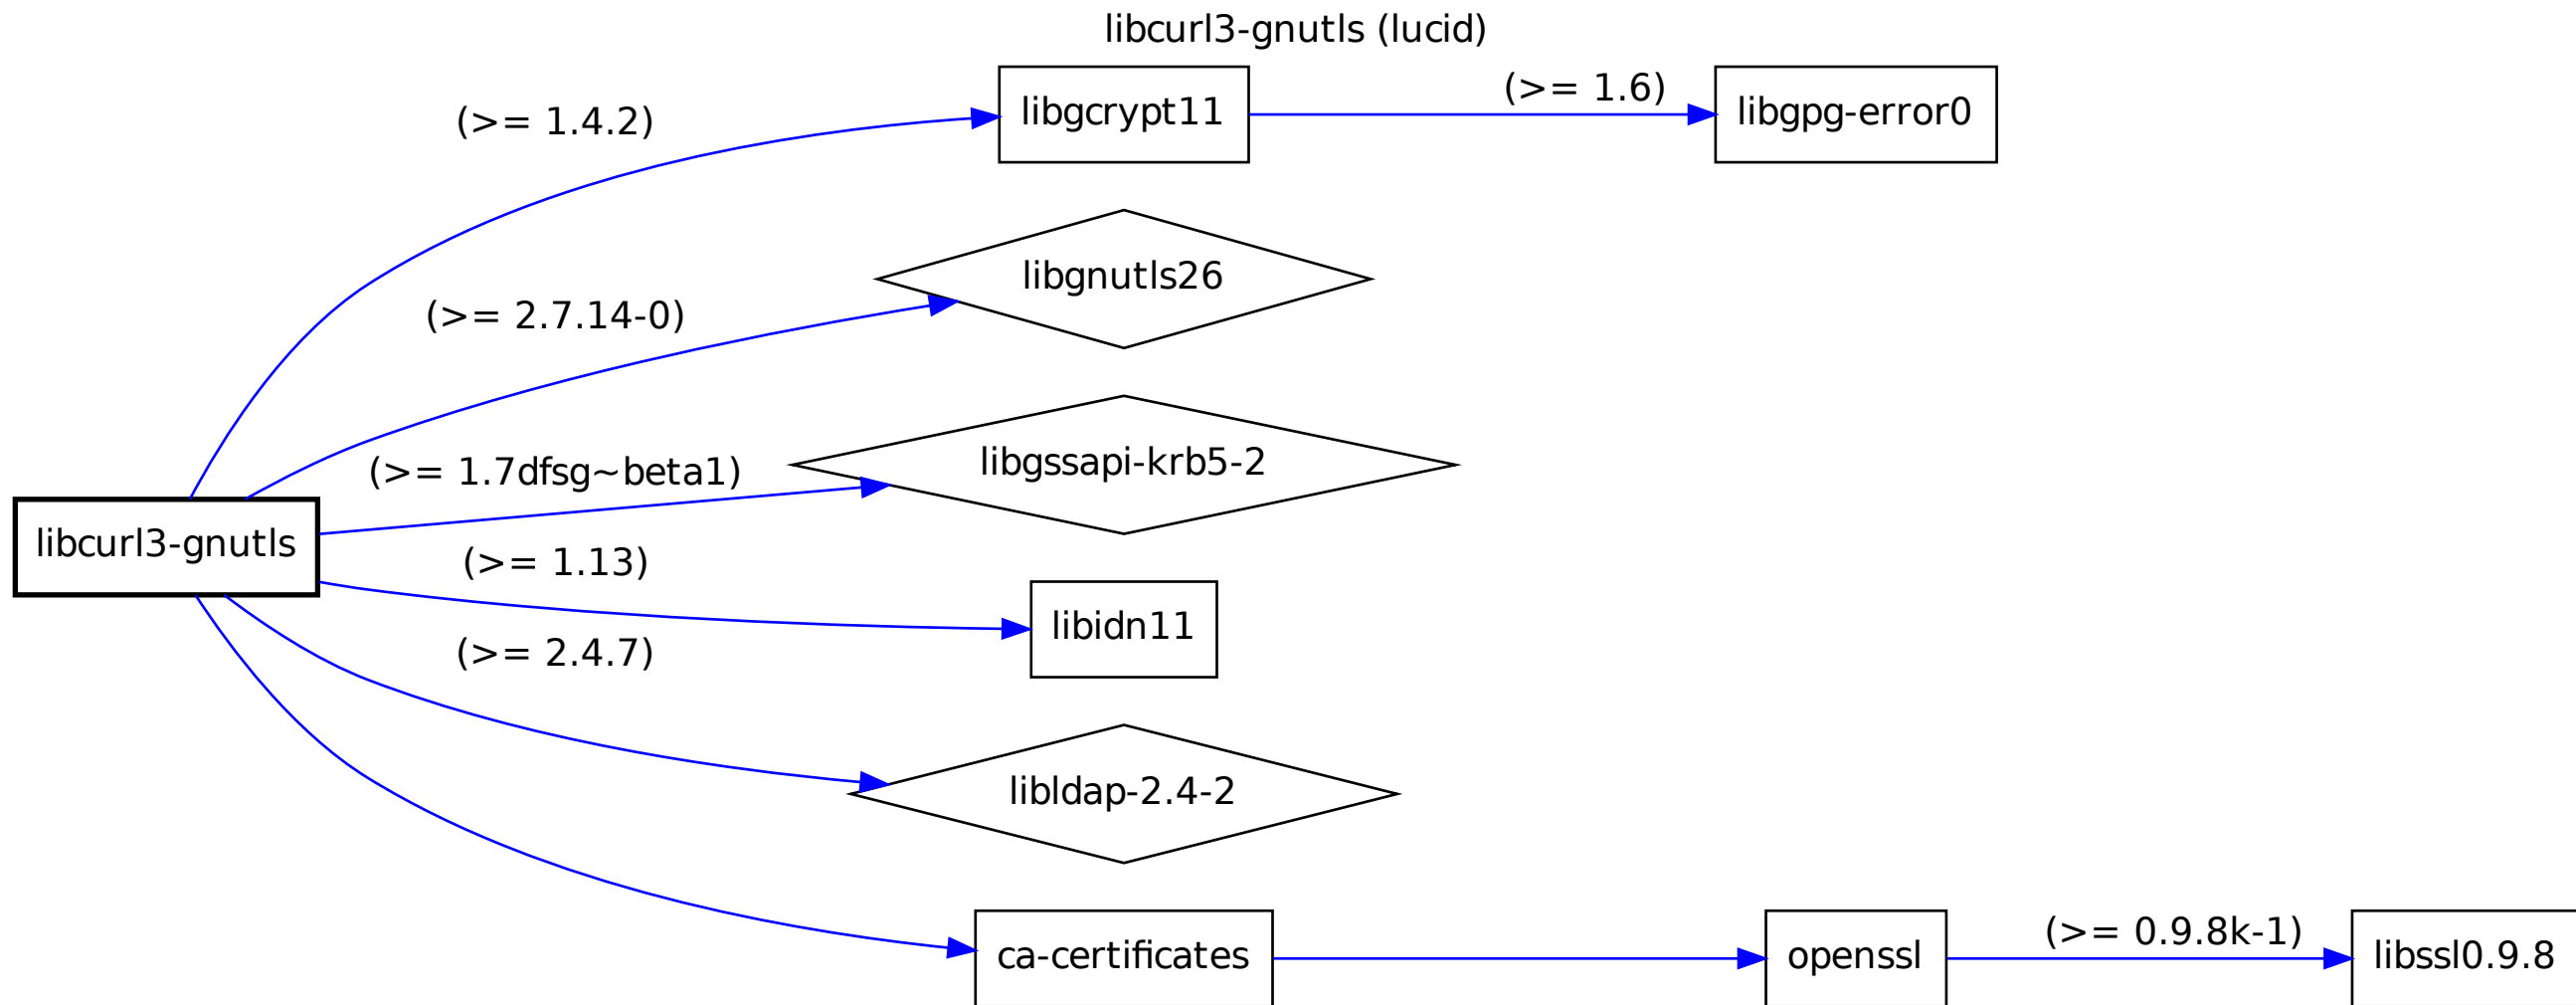 libcurl3-gnutls (lucid)
(>= 1.4.2)
libgcrypt11
(>= 1.6)
libgpg-error0
(>= 2.7.14-0)
libgnutls26
(>= 1.7dfsg~beta1)
libgssapi-krb5-2
libcurl3-gnutls
(>= 1.13)
libidn11
(>= 2.4.7)
libldap-2.4-2
ca-certificates
openssl
(>= 0.9.8k-1)
libssl0.9.8